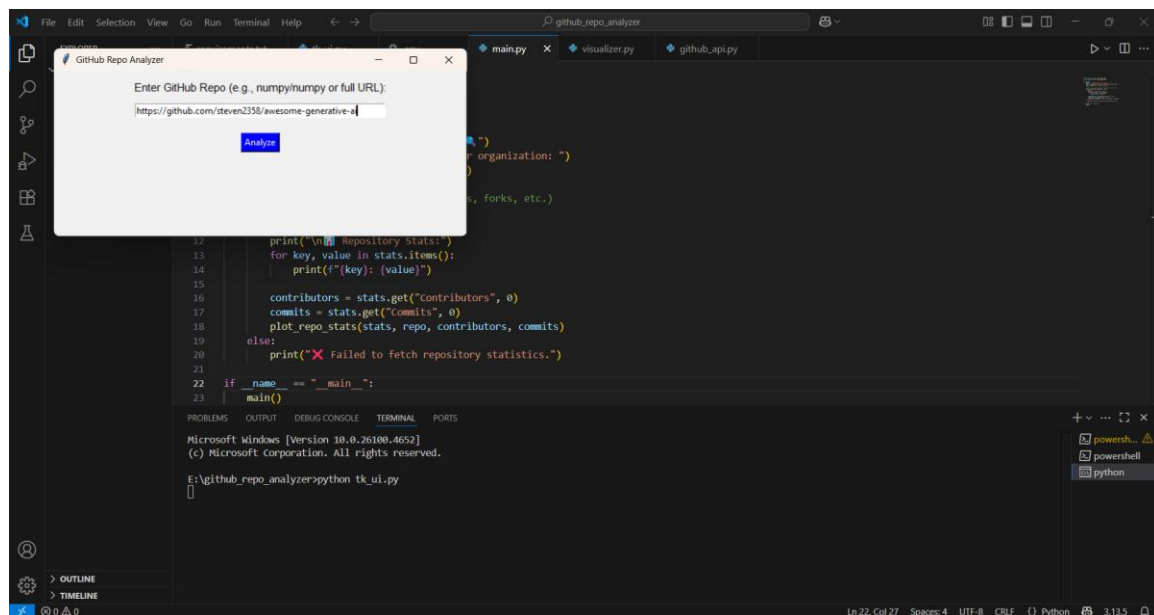 File Edit Selection View Go Run Terminal Help
github_repo_analyzer
main.py
visualizer.py
github_api.py
GitHub Repo Analyzer
Enter GitHub Repo (e.g., numpy/numpy or full URL):
https://github.com/steven2358/awesome-generative-ai
Analyze
")
r organization: ")
)
s, forks, etc.)
12 print("\n📊 Repository Stats:")
13 for key, value in stats.items():
14 print(f"{key}: {value}")
15
16 contributors = stats.get("Contributors", 0)
17 commits = stats.get("Commits", 0)
18 plot_repo_stats(stats, repo, contributors, commits)
19 else:
20 print("❌ Failed to fetch repository statistics.")
21
22 if __name__ == "__main__":
23 main()
PROBLEMS OUTPUT DEBUG CONSOLE TERMINAL PORTS
Microsoft Windows [Version 10.0.26100.4652]
(c) Microsoft Corporation. All rights reserved.
E:\github_repo_analyzer>python tk_ui.py
powersh...
powershell
python
OUTLINE
TIMELINE
0 0 Ln 22, Col 27 Spaces: 4 UTF-8 CRLF {} Python 3.13.5